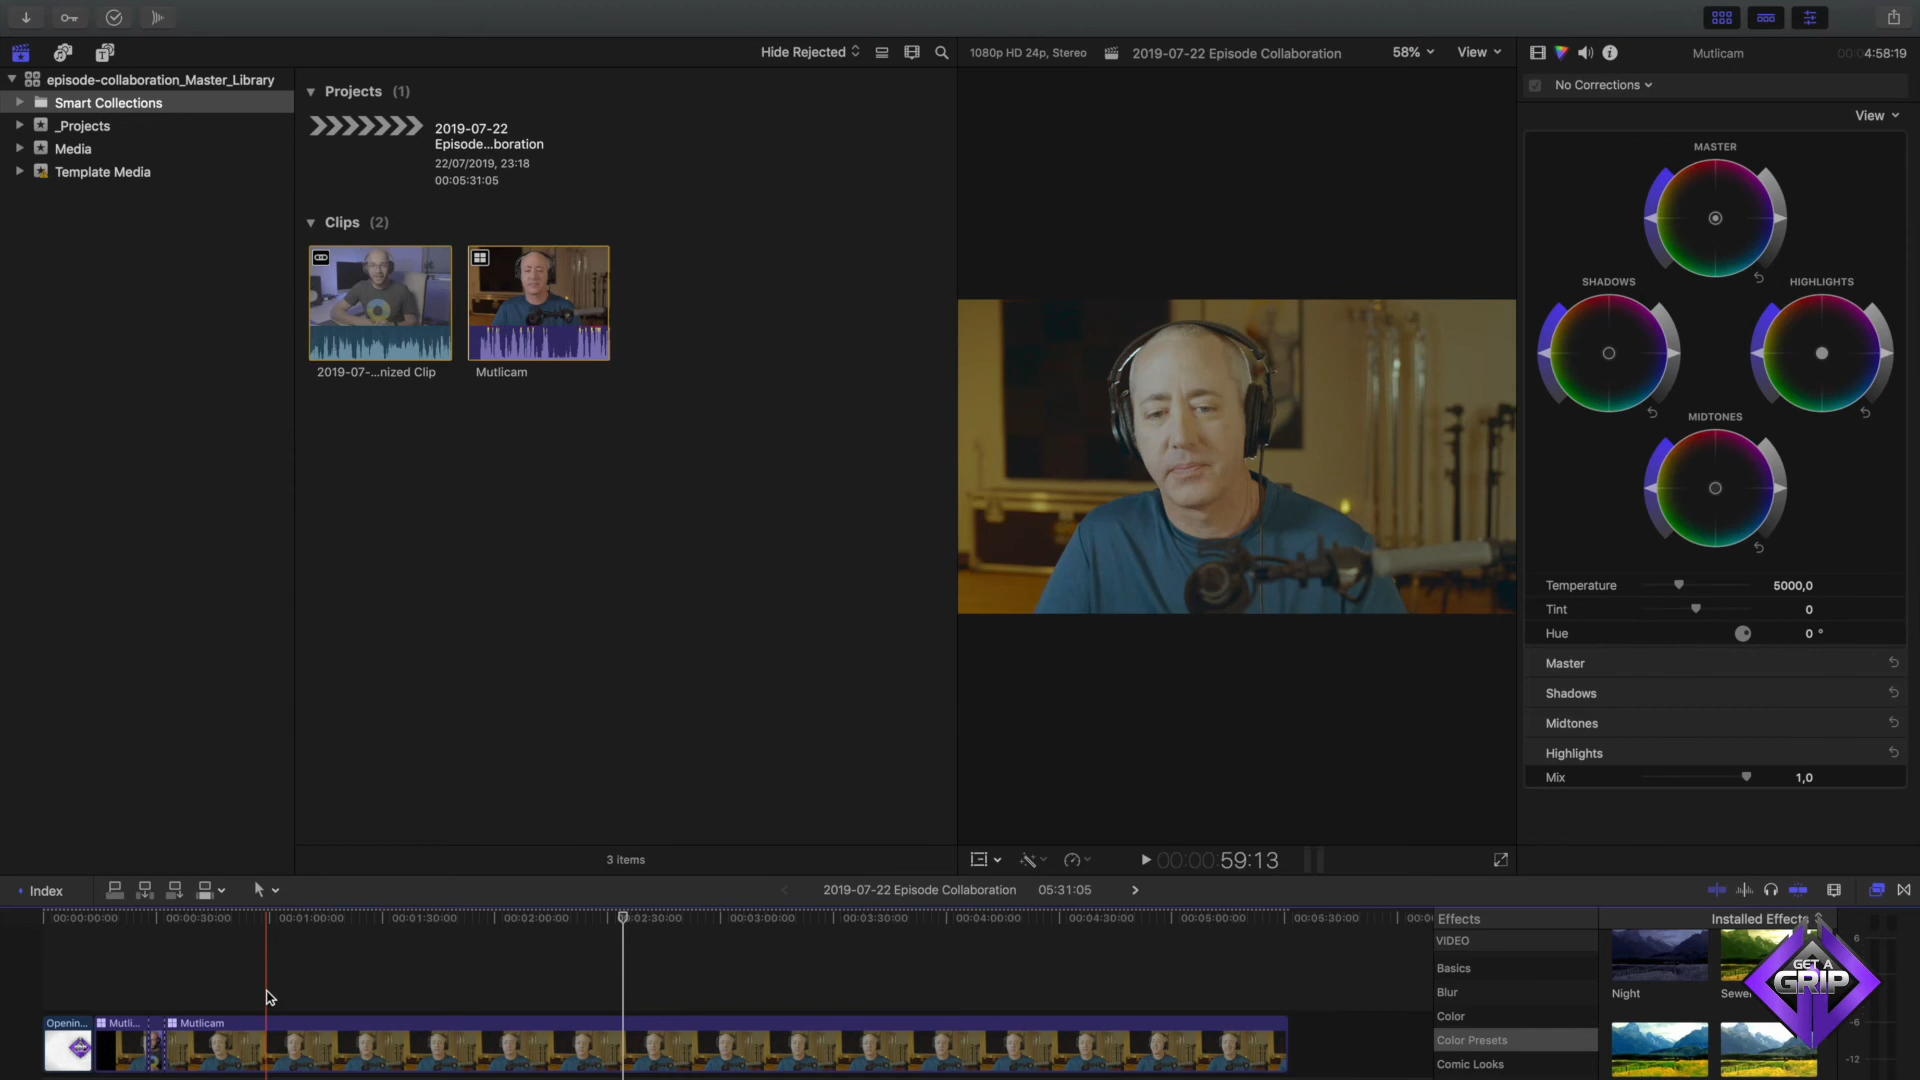 Hide Rejected
1080p HD 24p, Stereo
2019-07-22 Episode Collaboration
58%
View
Mutlicam
00:04:58:19
episode-collaboration_Master_Library
Smart Collections
_Projects
Media
Template Media
Projects (1)
2019-07-22
Episode...boration
22/07/2019, 23:18
00:05:31:05
Clips (2)
2019-07-...nized Clip
Mutlicam
3 items
No Corrections
View
MASTER
SHADOWS
HIGHLIGHTS
MIDTONES
Temperature 5000,0
Tint 0
Hue 0 °
Master
Shadows
Midtones
Highlights
Mix 1,0
00:00:00:59:13
Index
2019-07-22 Episode Collaboration
05:31:05
00:00:00:00
00:00:30:00
00:01:00:00
00:01:30:00
00:02:00:00
00:03:00:00
00:03:30:00
00:04:00:00
00:04:30:00
00:05:00:00
00:05:30:00
Openin...
Mutli...
Mutlicam
Effects
Installed Effects
VIDEO
Basics
Blur
Color
Color Presets
Comic Looks
Night
6
-6
-12
GET A
GRIP